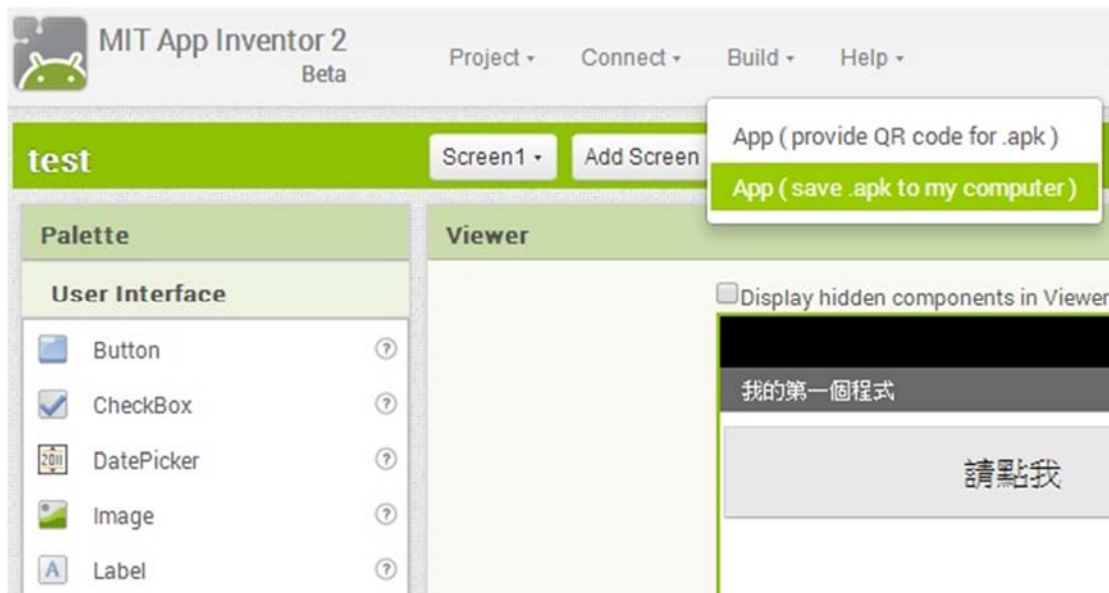 MIT App Inventor 2
Beta
Project
Connect
Build
Help
test
Screen1
Add Screen
App ( provide QR code for .apk )
App ( save .apk to my computer )
Palette
Viewer
User Interface
Display hidden components in Viewer
Button
CheckBox
2011 DatePicker
Image
A Label
我的第一個程式
請點我